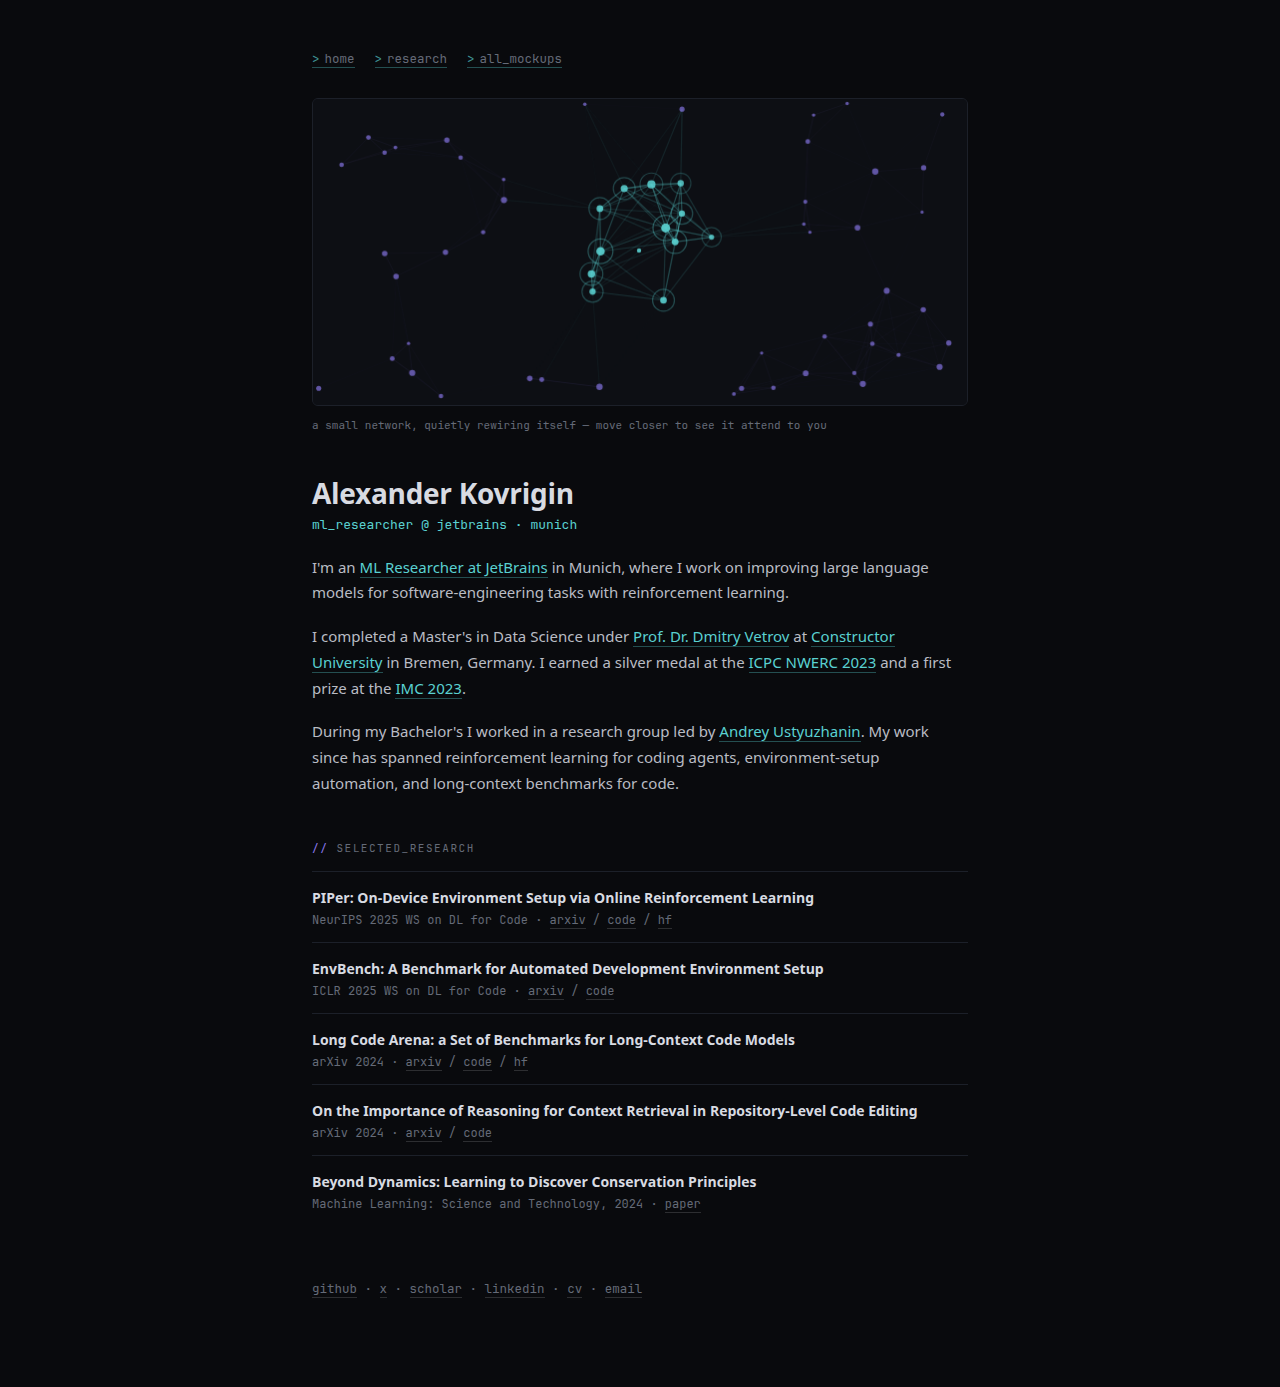 > home > research > all_mockups
a small network, quietly rewiring itself — move closer to see it attend to you
Alexander Kovrigin
ml_researcher @ jetbrains · munich
I'm an ML Researcher at JetBrains in Munich, where I work on improving large language
models for software-engineering tasks with reinforcement learning.
I completed a Master's in Data Science under Prof. Dr. Dmitry Vetrov at Constructor
University in Bremen, Germany. I earned a silver medal at the ICPC NWERC 2023 and a first
prize at the IMC 2023.
During my Bachelor's I worked in a research group led by Andrey Ustyuzhanin. My work
since has spanned reinforcement learning for coding agents, environment-setup
automation, and long-context benchmarks for code.
// SELECTED_RESEARCH
PIPer: On-Device Environment Setup via Online Reinforcement Learning
NeurIPS 2025 WS on DL for Code · arxiv / code / hf
EnvBench: A Benchmark for Automated Development Environment Setup
ICLR 2025 WS on DL for Code · arxiv / code
Long Code Arena: a Set of Benchmarks for Long-Context Code Models
arXiv 2024 · arxiv / code / hf
On the Importance of Reasoning for Context Retrieval in Repository-Level Code Editing
arXiv 2024 · arxiv / code
Beyond Dynamics: Learning to Discover Conservation Principles
Machine Learning: Science and Technology, 2024 · paper
github · x · scholar · linkedin · cv · email